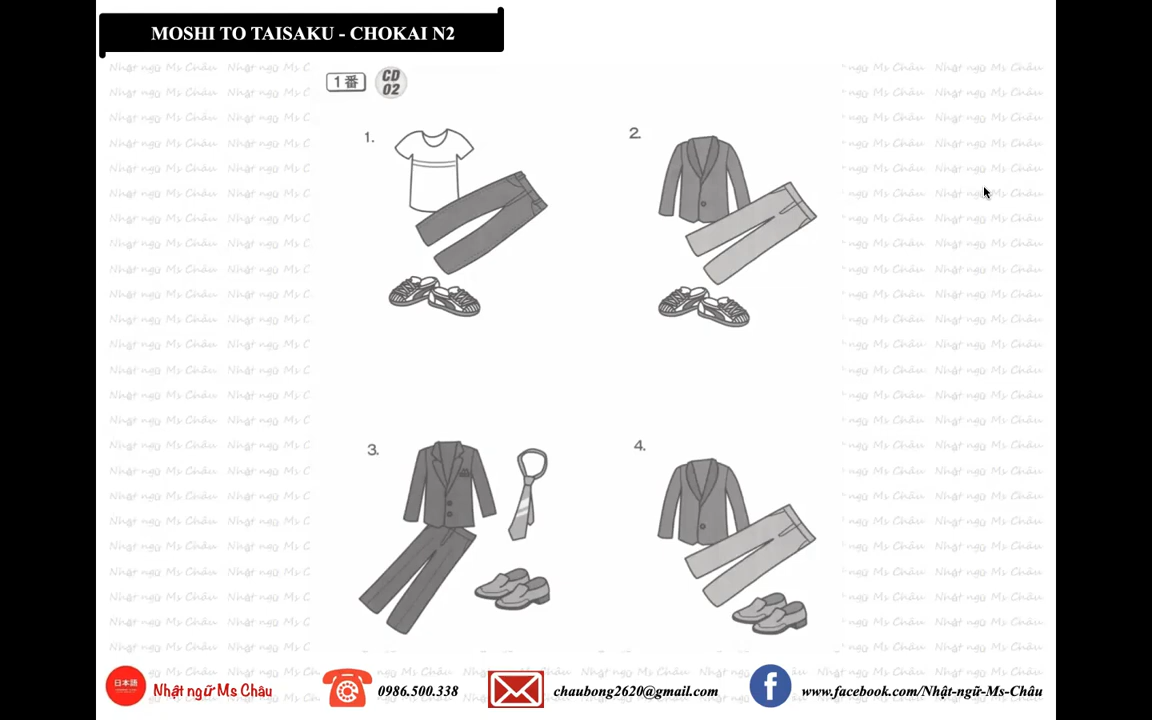 MOSHI TO TAISAKU - CHOKAI N2
1番
CD
02
1.
2.
3.
4.
日本語
Nhật ngữ Ms Châu
0986.500.338
chaubong2620@gmail.com
www.facebook.com/Nhật-ngữ-Ms-Châu